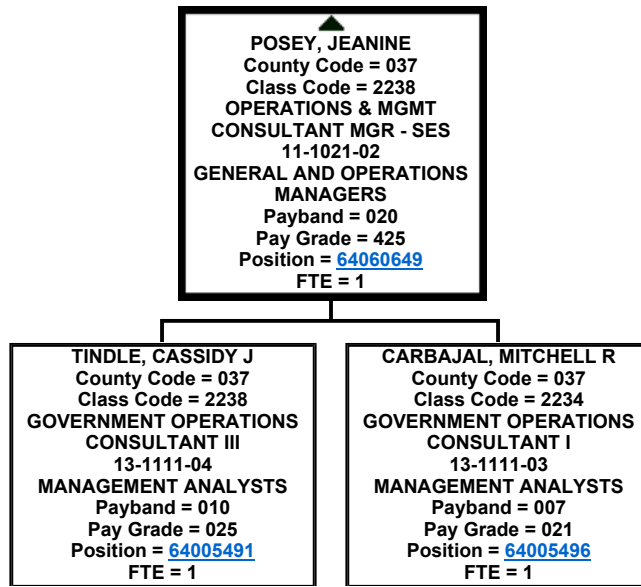 POSEY, JEANINE
County Code = 037
Class Code = 2238
OPERATIONS & MGMT
CONSULTANT MGR - SES
11-1021-02
GENERAL AND OPERATIONS
MANAGERS
Payband = 020
Pay Grade = 425
Position = 64060649
FTE = 1
TINDLE, CASSIDY J
County Code = 037
Class Code = 2238
GOVERNMENT OPERATIONS
CONSULTANT III
13-1111-04
MANAGEMENT ANALYSTS
Payband = 010
Pay Grade = 025
Position = 64005491
FTE = 1
CARBAJAL, MITCHELL R
County Code = 037
Class Code = 2234
GOVERNMENT OPERATIONS
CONSULTANT I
13-1111-03
MANAGEMENT ANALYSTS
Payband = 007
Pay Grade = 021
Position = 64005496
FTE = 1